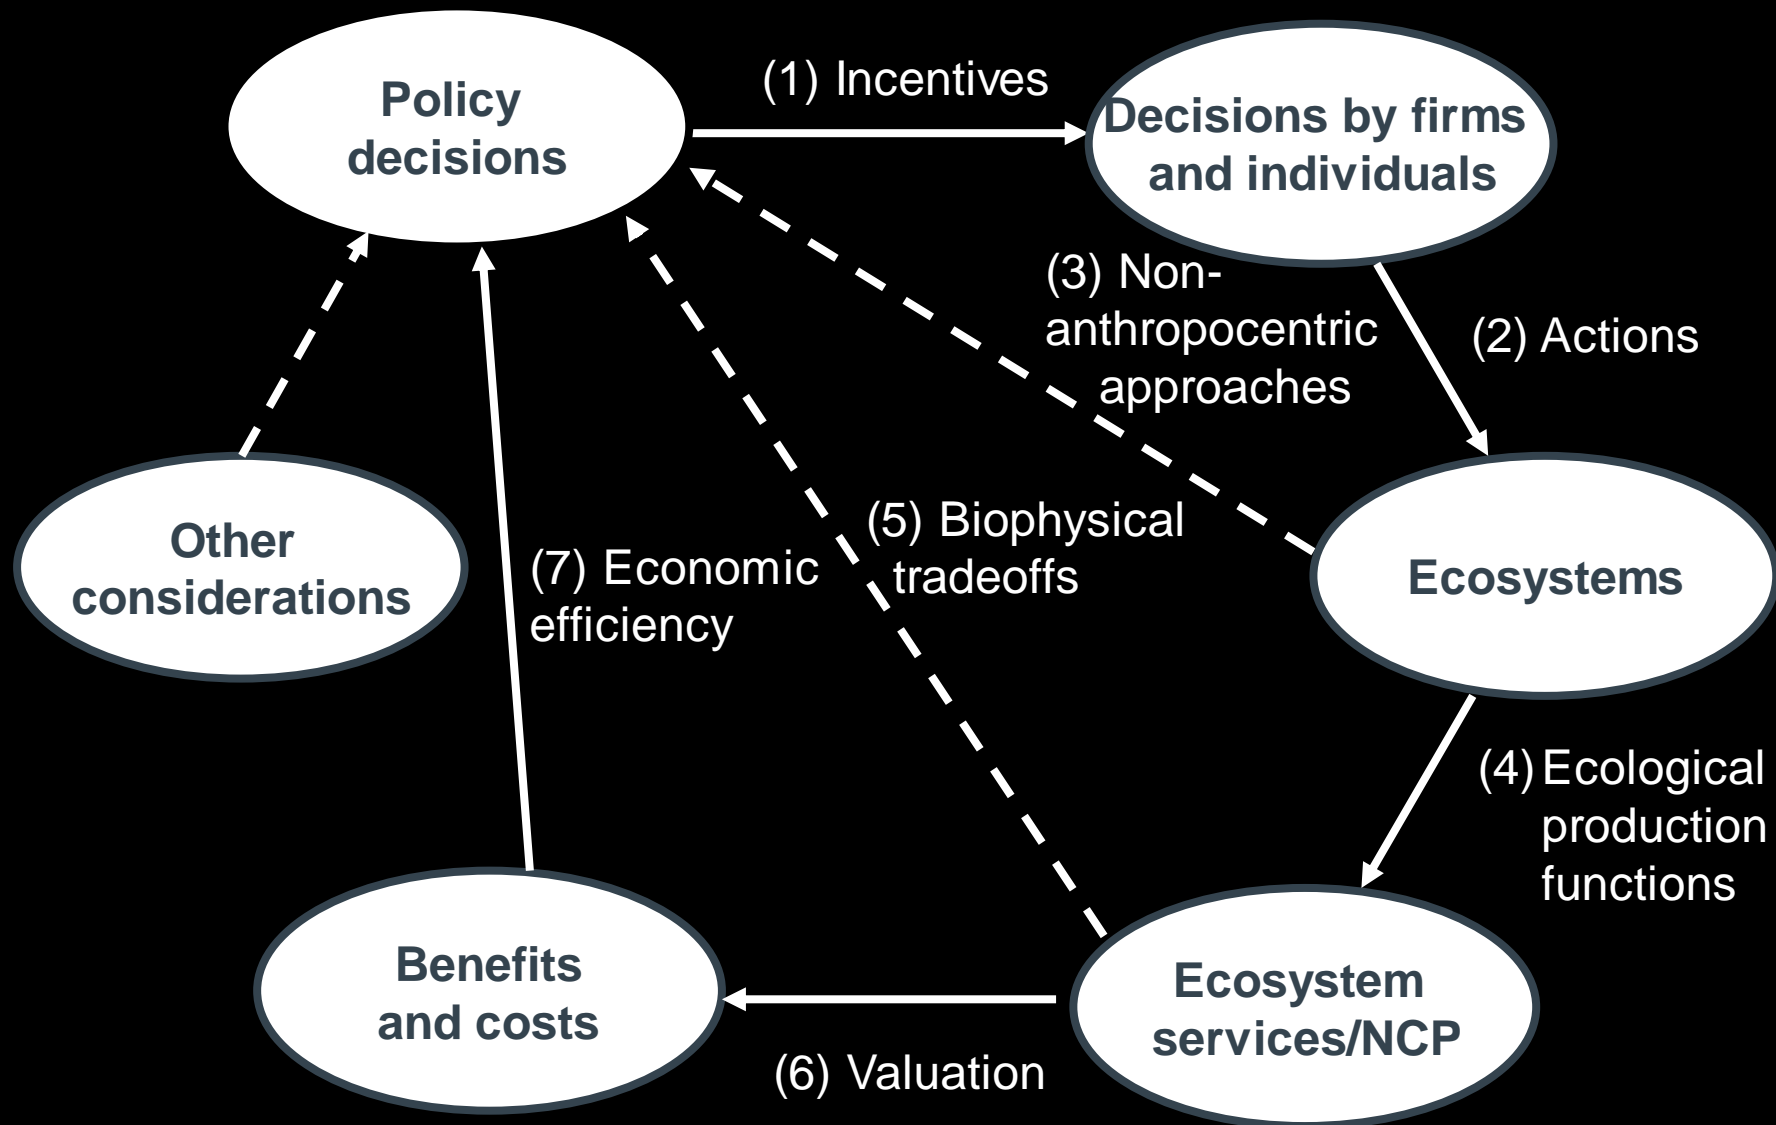 Policy
decisions
(1) Incentives
Decisions by firms
and individuals
(3) Non-
anthropocentric
approaches
(2) Actions
Other
considerations
(7) Economic
efficiency
(5) Biophysical
tradeoffs
Ecosystems
(4) Ecological
production
functions
Benefits
and costs
(6) Valuation
Ecosystem
services/NCP